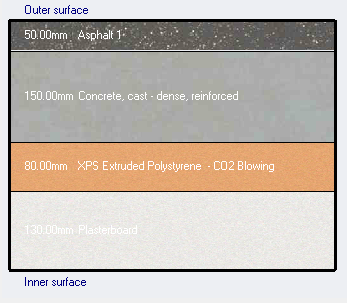 Outer surface
50.00mm Asphalt 1
150.00mm Concrete, cast - dense, reinforced
80.00mm XPS Extruded Polystyrene - CO2 Blowing
130.00mm Plasterboard
Inner surface